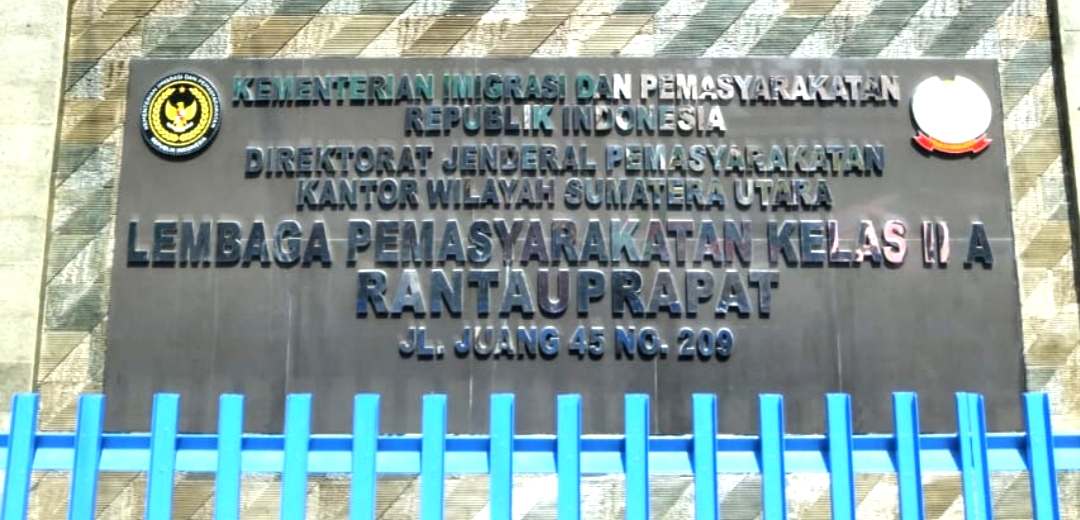 KEMENTERIAN IMIGRASI DAN PEMASYARAKATAN
REPUBLIK INDONESIA
DIREKTORAT JENDERAL PEMASYARAKATAN
KANTOR WILAYAH SUMATERA UTARA
LEMBAGA PEMASYARAKATAN KELAS II A
RANTAUPRAPAT
JL. JUANG 45 NO. 209